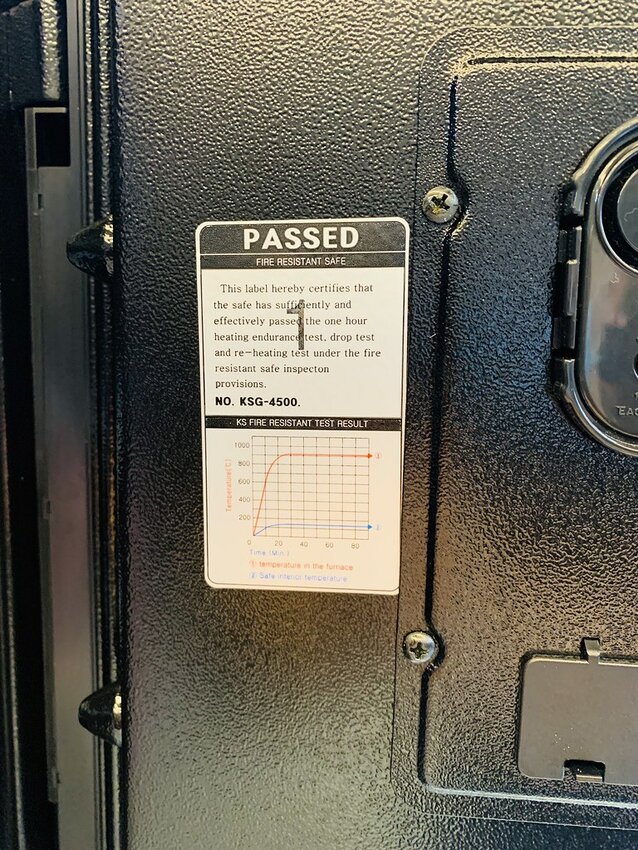 PASSED
FIRE RESISTANT SAFE
This label hereby certifies that
the safe has sufficiently and
effectively passed the one hour
heating endurance test, drop test
and re-heating test under the fire
resistant safe inspecton
provisions.
1
NO. KSG-4500.
KS FIRE RESISTANT TEST RESULT
Temperature(℃)
1000
800
600
400
200
0
20
40
60
80
①
②
Time (Min.)
① temperature in the furnace
② Safe interior temperature